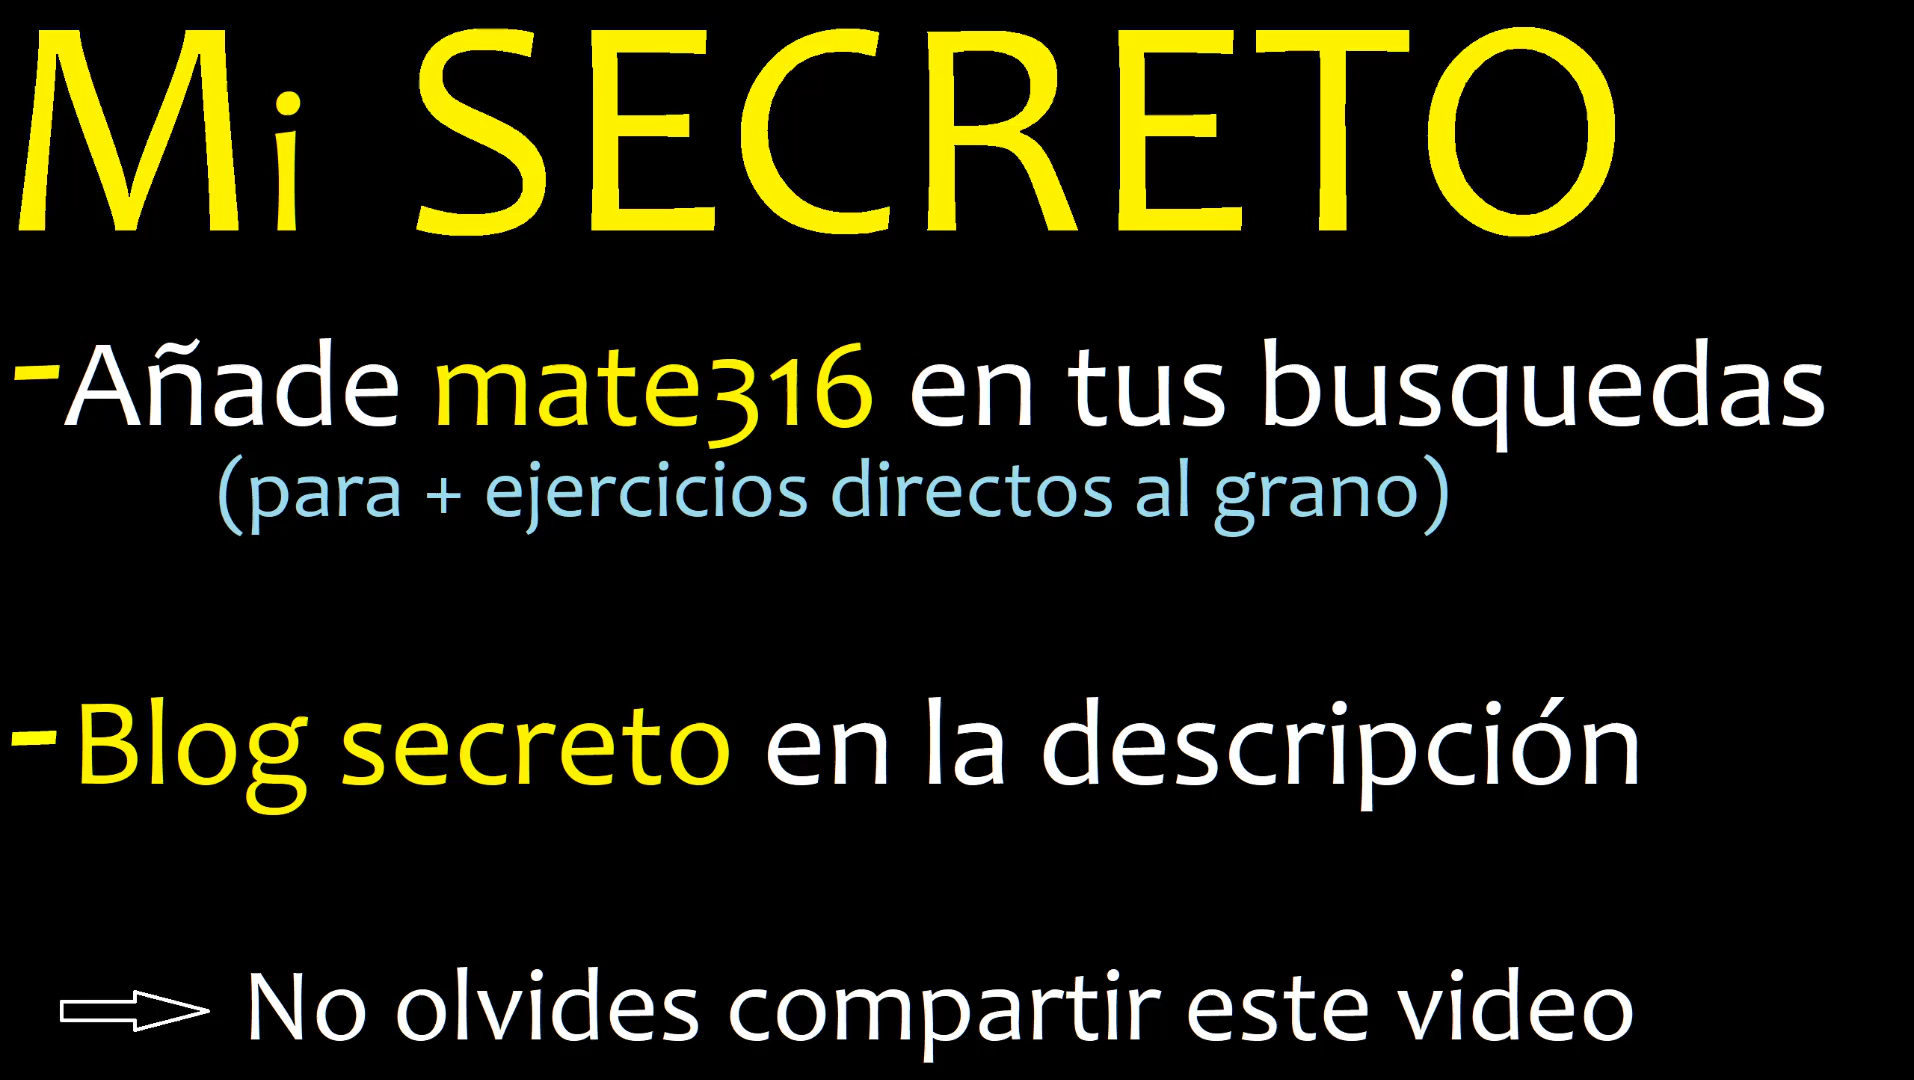 Mi SECRETO
-Añade mate316 en tus busquedas
(para + ejercicios directos al grano)
-Blog secreto en la descripción
No olvides compartir este video